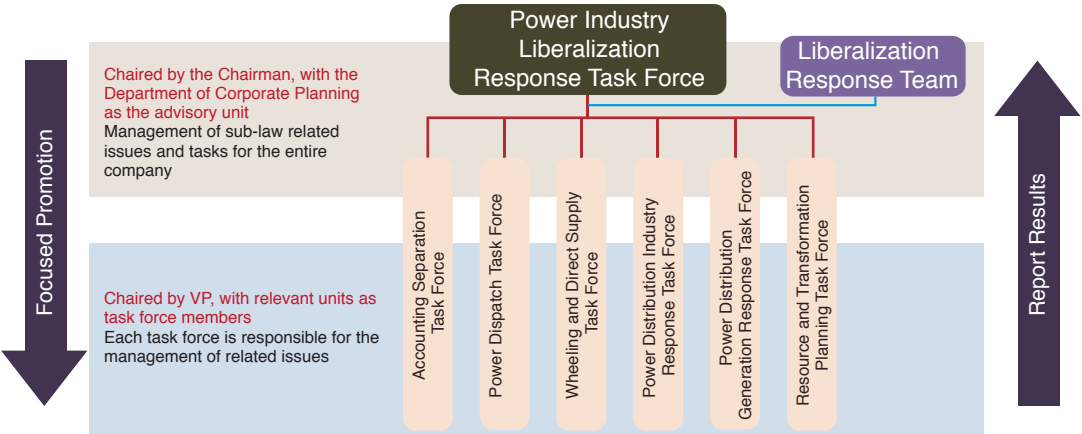 Power Industry
Liberalization
Response Task Force
Liberalization
Response Team
Chaired by the Chairman, with the
Department of Corporate Planning
as the advisory unit
Management of sub-law related
issues and tasks for the entire
company
Focused Promotion
Report Results
Chaired by VP, with relevant units as
task force members
Each task force is responsible for the
management of related issues
Accounting Separation
Task Force
Power Dispatch Task Force
Wheeling and Direct Supply
Task Force
Power Distribution Industry
Response Task Force
Power Distribution
Generation Response Task Force
Resource and Transformation
Planning Task Force